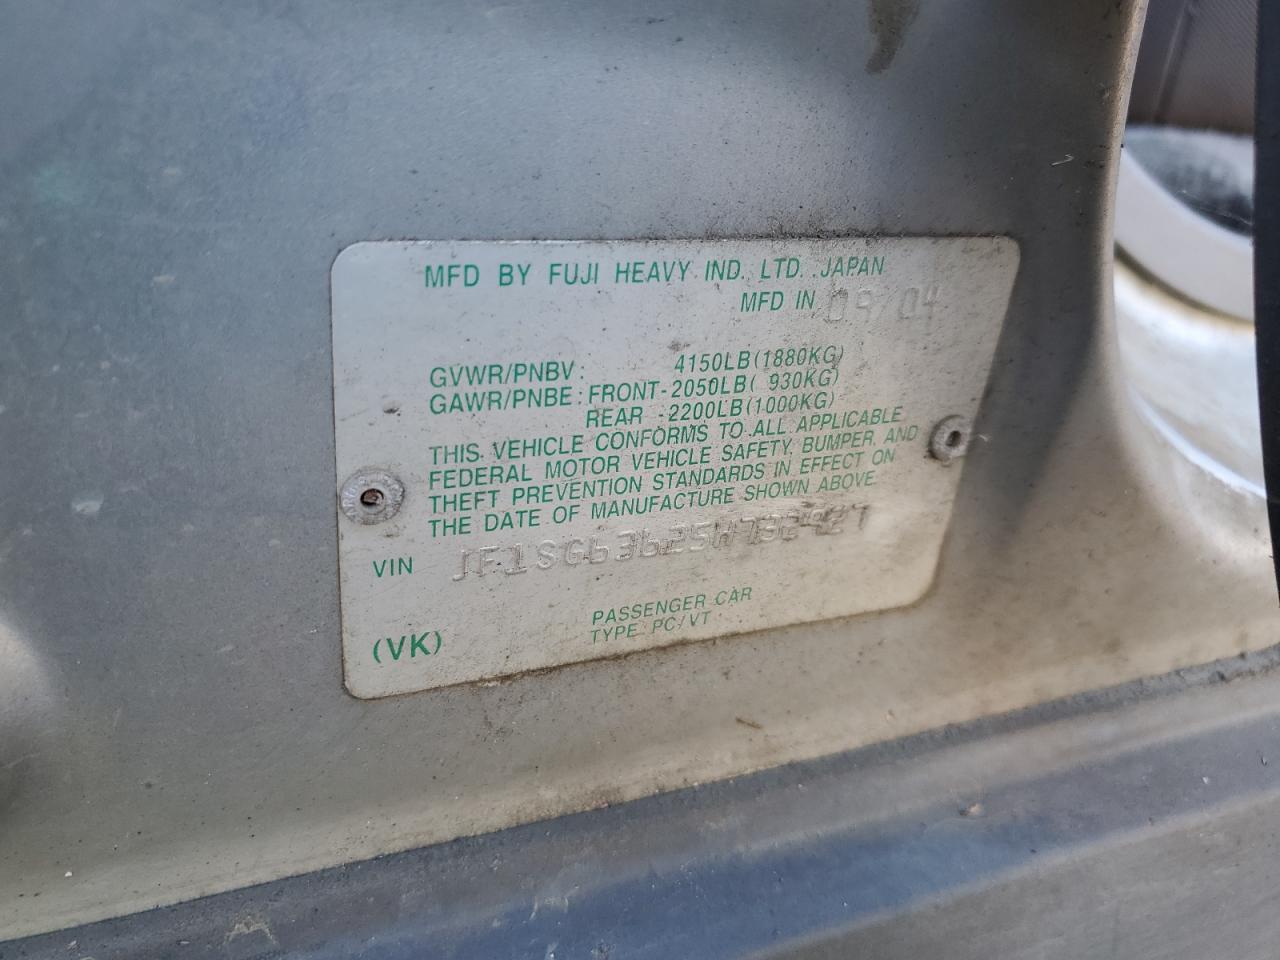 MFD BY FUJI HEAVY IND. LTD. JAPAN
MFD IN 09/04
GVWR/PNBV: 4150LB(1880KG)
GAWR/PNBE: FRONT-2050LB( 930KG)
REAR -2200LB(1000KG)
THIS VEHICLE CONFORMS TO ALL APPLICABLE
FEDERAL MOTOR VEHICLE SAFETY, BUMPER, AND
THEFT PREVENTION STANDARDS IN EFFECT ON
THE DATE OF MANUFACTURE SHOWN ABOVE
VIN JF1SG63625H732927
(VK)
PASSENGER CAR
TYPE PC/VT